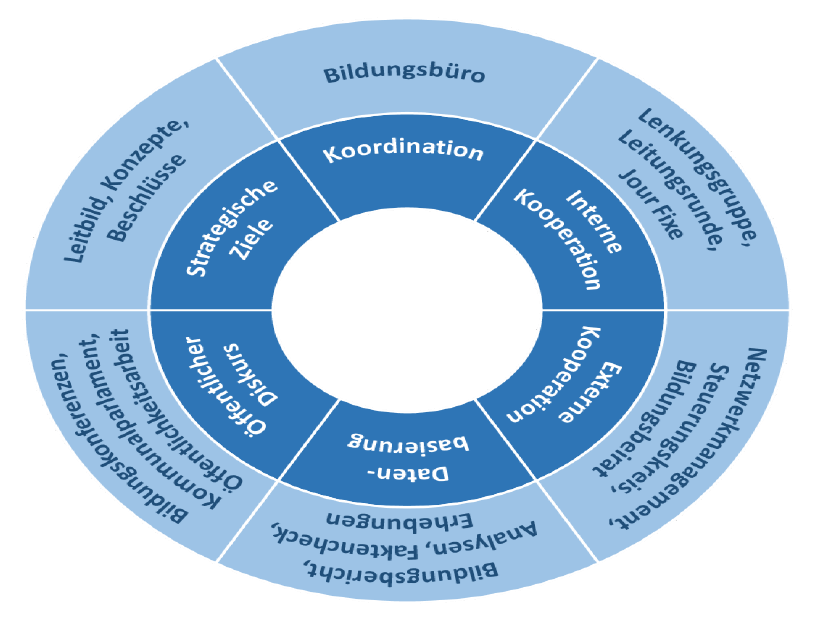 Bildungsbüro
Koordination
Lenkungsgruppe,
Leitungsrunde,
Jour Fixe
Interne
Kooperation
Netzwerkmanagement,
Steuerungskreis,
Bildungsbeirat
Externe
Kooperation
Bildungsbericht,
Analysen, Faktencheck,
Erhebungen
Daten-
basierung
Bildungskonferenzen,
Kommunalparlament,
Öffentlichkeitsarbeit
Öffentlicher
Diskurs
Leitbild, Konzepte,
Beschlüsse
Strategische
Ziele